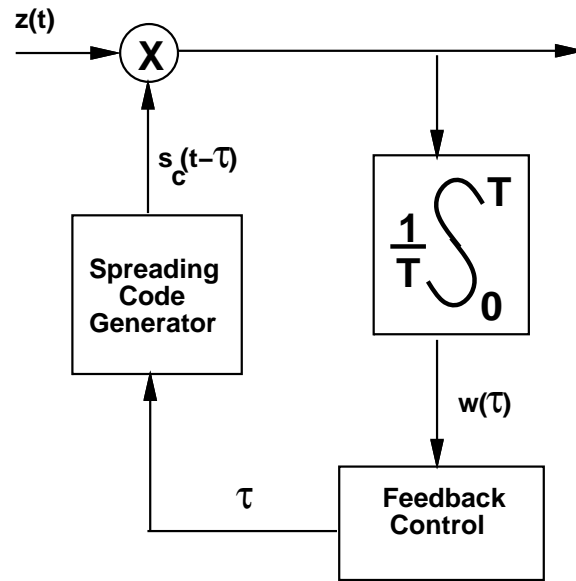 z(t)
X
s_c(t-τ)
Spreading
Code
Generator
1/T ∫ T 0
w(τ)
τ
Feedback
Control